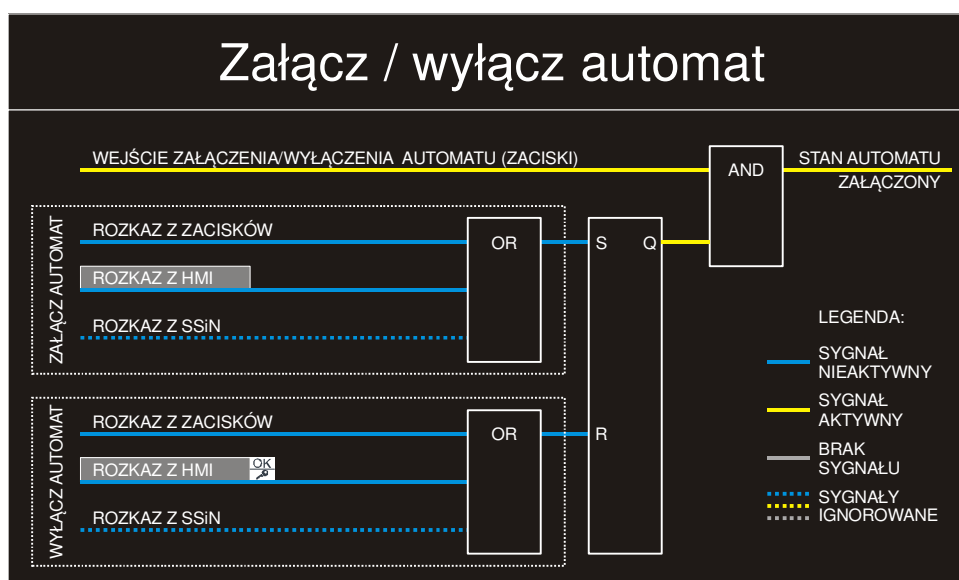 Załącz / wyłącz automat
WEJŚCIE ZAŁĄCZENIA/WYŁĄCZENIA AUTOMATU (ZACISKI)
AND
STAN AUTOMATU
ZAŁĄCZONY
ZAŁĄCZ AUTOMAT
ROZKAZ Z ZACISKÓW
ROZKAZ Z HMI
ROZKAZ Z SSiN
OR
S
Q
R
WYŁĄCZ AUTOMAT
ROZKAZ Z ZACISKÓW
ROZKAZ Z HMI
OK
ROZKAZ Z SSiN
OR
LEGENDA:
SYGNAŁ
NIEAKTYWNY
SYGNAŁ
AKTYWNY
BRAK
SYGNAŁU
SYGNAŁY
IGNOROWANE